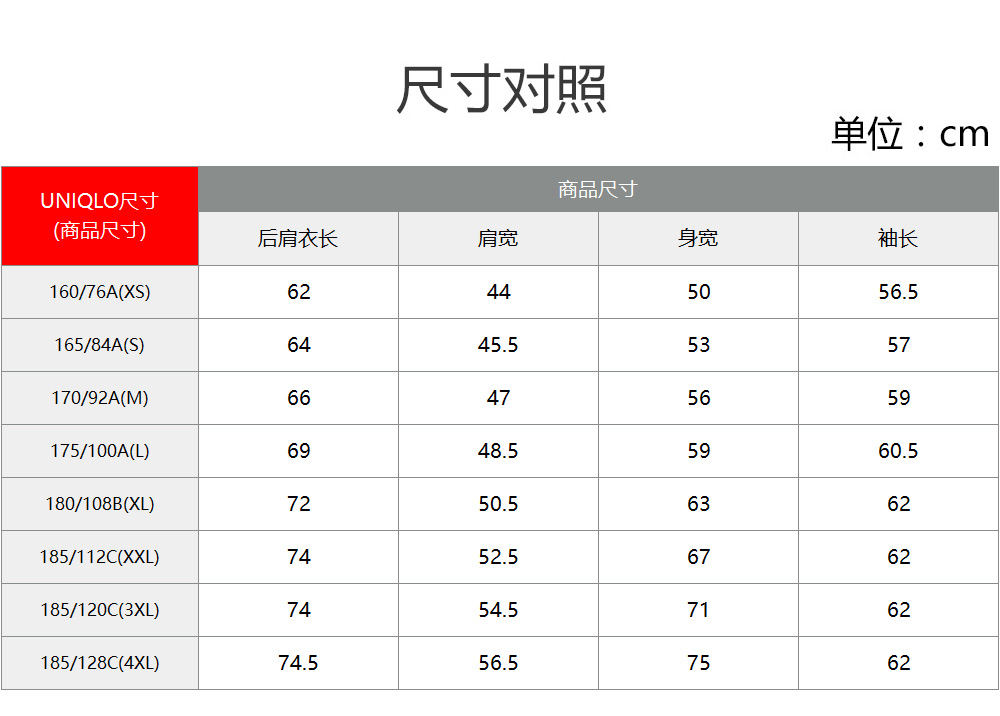 尺寸对照
单位：cm
UNIQLO尺寸
(商品尺寸)
商品尺寸
后肩衣长 肩宽 身宽 袖长
160/76A(XS) 62 44 50 56.5
165/84A(S) 64 45.5 53 57
170/92A(M) 66 47 56 59
175/100A(L) 69 48.5 59 60.5
180/108B(XL) 72 50.5 63 62
185/112C(XXL) 74 52.5 67 62
185/120C(3XL) 74 54.5 71 62
185/128C(4XL) 74.5 56.5 75 62